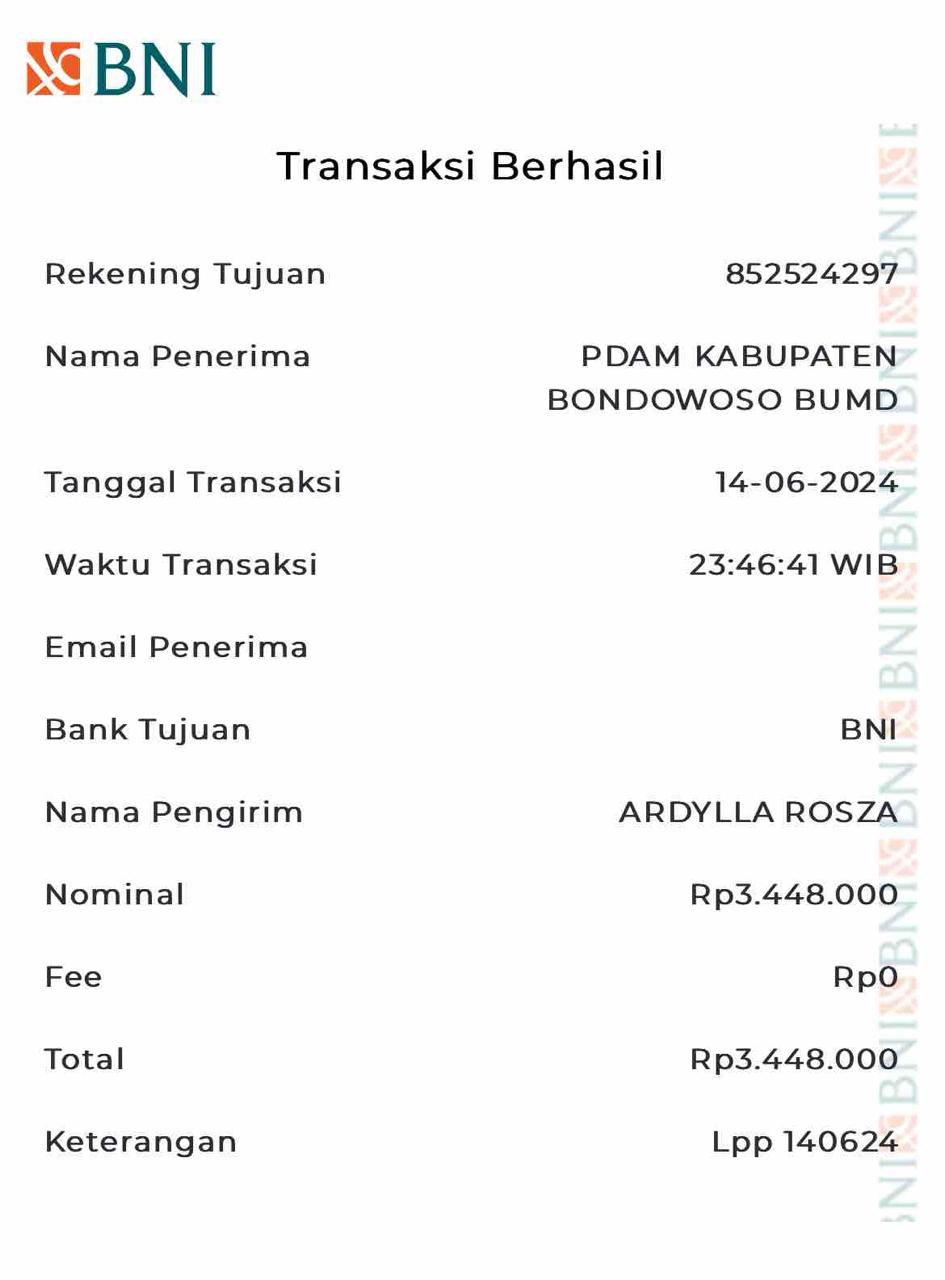 BNI
Transaksi Berhasil
Rekening Tujuan 852524297
Nama Penerima PDAM KABUPATEN
BONDOWOSO BUMD
Tanggal Transaksi 14-06-2024
Waktu Transaksi 23:46:41 WIB
Email Penerima
Bank Tujuan BNI
Nama Pengirim ARDYLLA ROSZA
Nominal Rp3.448.000
Fee Rp0
Total Rp3.448.000
Keterangan Lpp 140624
BNI BNI BNI BNI BNI BNI BNI BNI